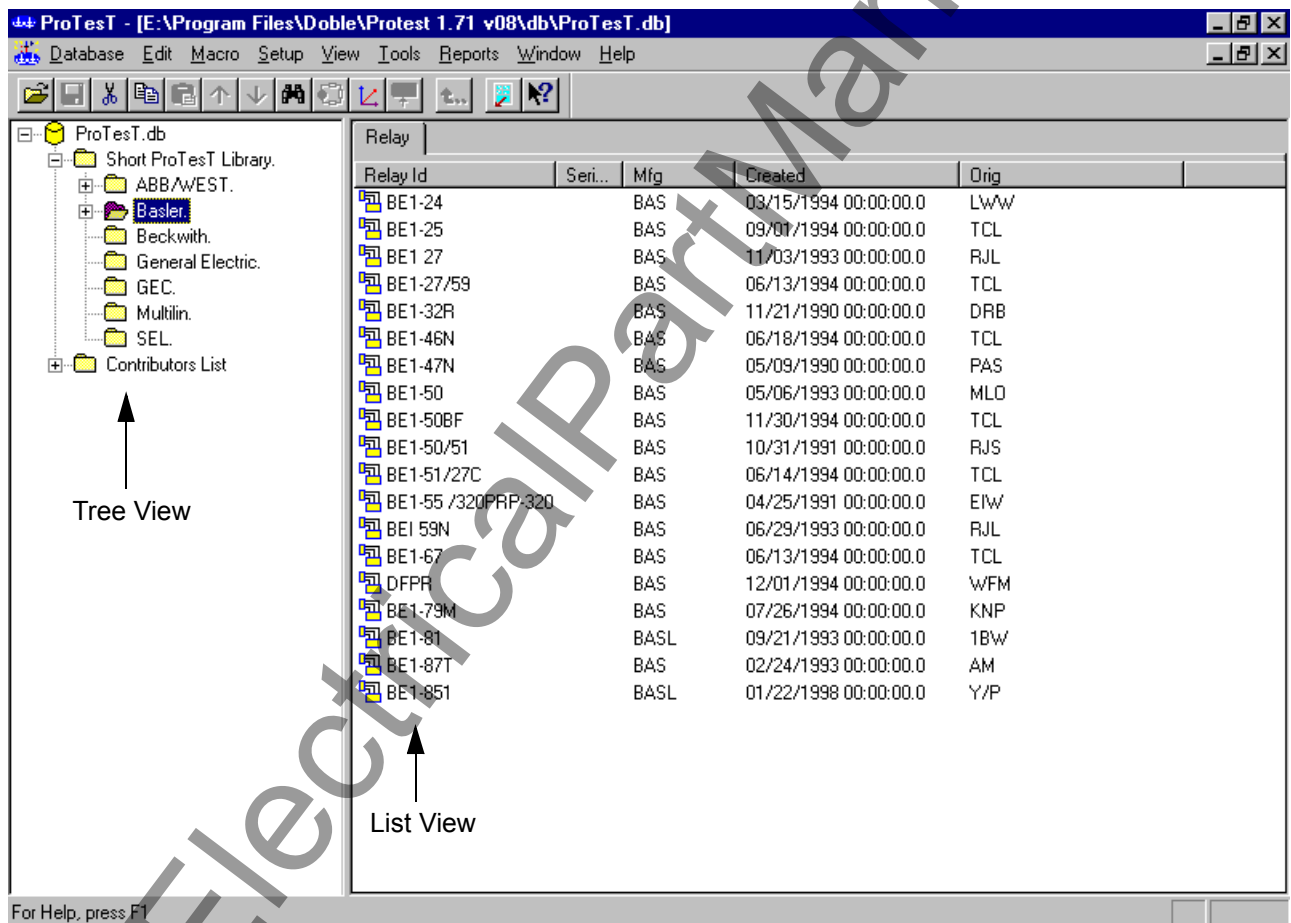 ProTesT - [E:\Program Files\Doble\Protest 1.71 v08\db\ProTesT.db]
Database Edit Macro Setup View Tools Reports Window Help
ProTesT.db
Short ProTesT Library.
ABB/WEST.
Basler.
Beckwith.
General Electric.
GEC.
Multilin.
SEL.
Contributors List
Tree View
Relay
Relay Id Seri... Mfg Created Orig
BE1-24 BAS 03/15/1994 00:00:00.0 LWW
BE1-25 BAS 09/01/1994 00:00:00.0 TCL
BE1 27 BAS 11/03/1993 00:00:00.0 RJL
BE1-27/59 BAS 06/13/1994 00:00:00.0 TCL
BE1-32R BAS 11/21/1990 00:00:00.0 DRB
BE1-46N BAS 06/18/1994 00:00:00.0 TCL
BE1-47N BAS 05/09/1990 00:00:00.0 PAS
BE1-50 BAS 05/06/1993 00:00:00.0 MLO
BE1-50BF BAS 11/30/1994 00:00:00.0 TCL
BE1-50/51 BAS 10/31/1991 00:00:00.0 RJS
BE1-51/27C BAS 06/14/1994 00:00:00.0 TCL
BE1-55 /320PRP-320 BAS 04/25/1991 00:00:00.0 EIW
BEI 59N BAS 06/29/1993 00:00:00.0 RJL
BE1-67 BAS 06/13/1994 00:00:00.0 TCL
DFPR BAS 12/01/1994 00:00:00.0 WFM
BE1-79M BAS 07/26/1994 00:00:00.0 KNP
BE1-81 BASL 09/21/1993 00:00:00.0 1BW
BE1-87T BAS 02/24/1993 00:00:00.0 AM
BE1-851 BASL 01/22/1998 00:00:00.0 Y/P
List View
For Help, press F1
ElectricalPartMan